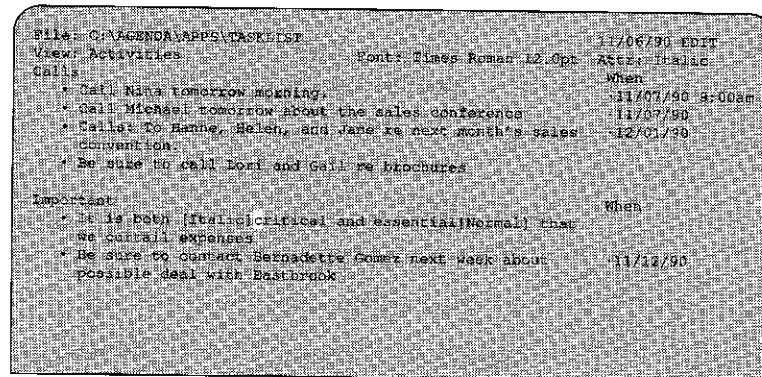 File: C:\AGENDA\APPS\TASKLIST 11/06/90 EDIT
View: Activities Font: Times Roman 12.0pt Attr: Italic
Calls When
• Call Nina tomorrow morning. ·11/07/90 9:00am
• Call Michael tomorrow about the sales conference ·11/07/90
• Calls: To Hanne, Helen, and Jane re next month's sales ·12/01/90
convention.
• Be sure to call Lori and Gail re brochures
Important When
• It is both [Italic]critical and essential[Normal] that
we curtail expenses
• Be sure to contact Bernadette Gomez next week about ·11/12/90
possible deal with Eastbrook